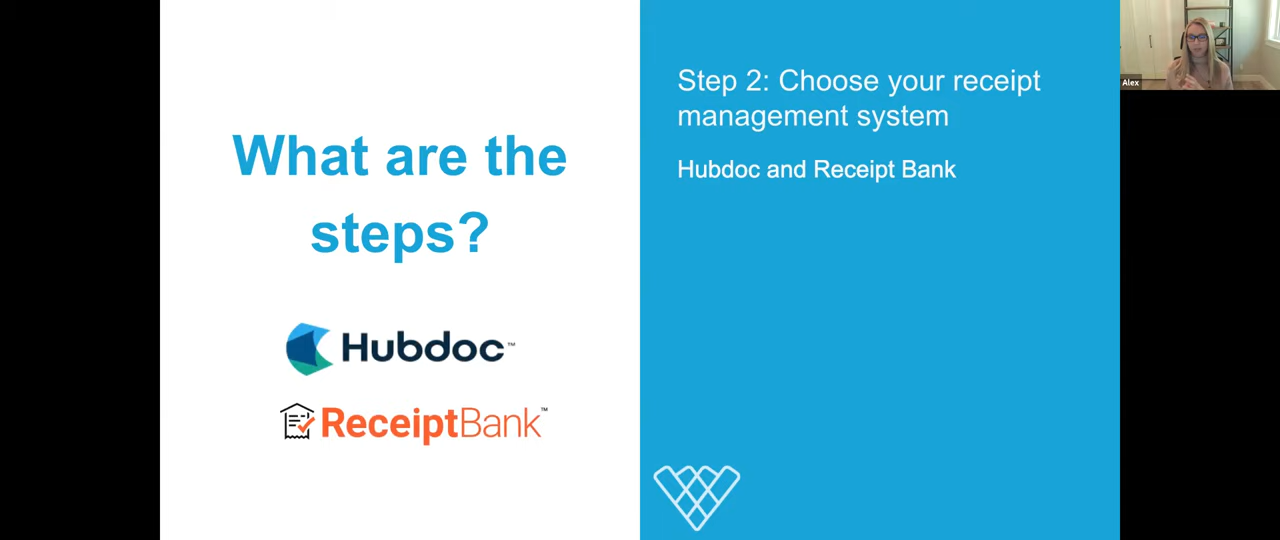 What are the
steps?
Hubdoc™
ReceiptBank™
Step 2: Choose your receipt
management system
Hubdoc and Receipt Bank
Alex